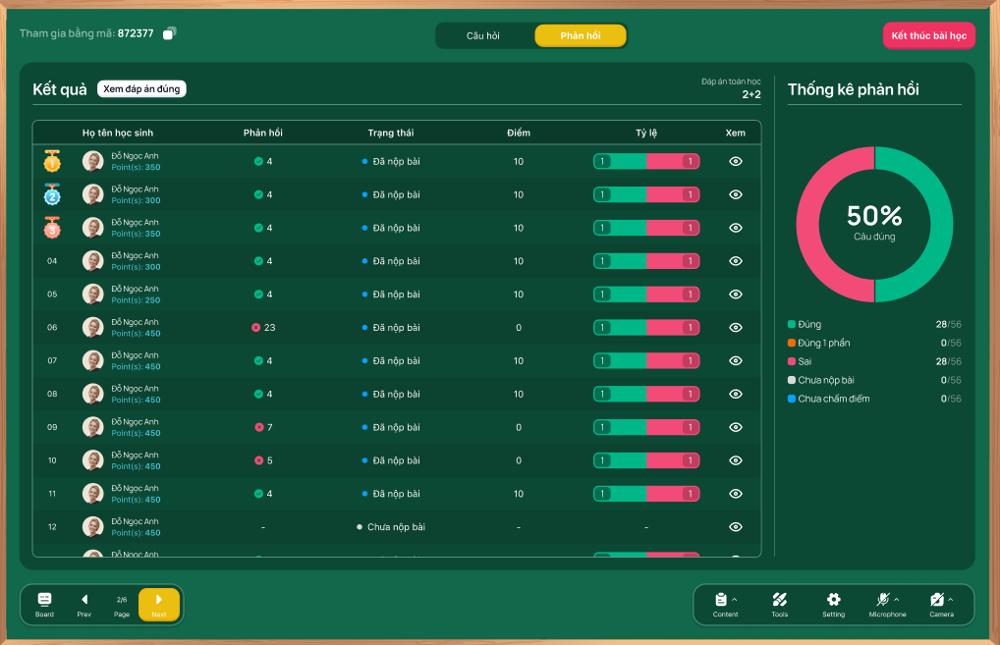 Tham gia bằng mã: 872377
Câu hỏi
Phản hồi
Kết thúc bài học
Kết quả
Xem đáp án đúng
Đáp án toán học
2+2
Thống kê phản hồi
Họ tên học sinh Phản hồi Trạng thái Điểm Tỷ lệ Xem
1 Đỗ Ngọc Anh
Point(s): 350
4 Đã nộp bài 10 1 1
2 Đỗ Ngọc Anh
Point(s): 300
4 Đã nộp bài 10 1 1
3 Đỗ Ngọc Anh
Point(s): 350
4 Đã nộp bài 10 1 1
04 Đỗ Ngọc Anh
Point(s): 300
4 Đã nộp bài 10 1 1
05 Đỗ Ngọc Anh
Point(s): 250
4 Đã nộp bài 10 1 1
06 Đỗ Ngọc Anh
Point(s): 450
23 Đã nộp bài 0 1 1
07 Đỗ Ngọc Anh
Point(s): 450
4 Đã nộp bài 10 1 1
08 Đỗ Ngọc Anh
Point(s): 450
4 Đã nộp bài 10 1 1
09 Đỗ Ngọc Anh
Point(s): 450
7 Đã nộp bài 0 1 1
10 Đỗ Ngọc Anh
Point(s): 450
5 Đã nộp bài 0 1 1
11 Đỗ Ngọc Anh
Point(s): 450
4 Đã nộp bài 10 1 1
12 Đỗ Ngọc Anh
Point(s): 450
- Chưa nộp bài - -
Đỗ Ngọc Anh
50%
Câu đúng
Đúng 28/56
Đúng 1 phần 0/56
Sai 28/56
Chưa nộp bài 0/56
Chưa chấm điểm 0/56
Board
Prev
2/6
Page
Next
Content
Tools
Setting
Microphone
Camera